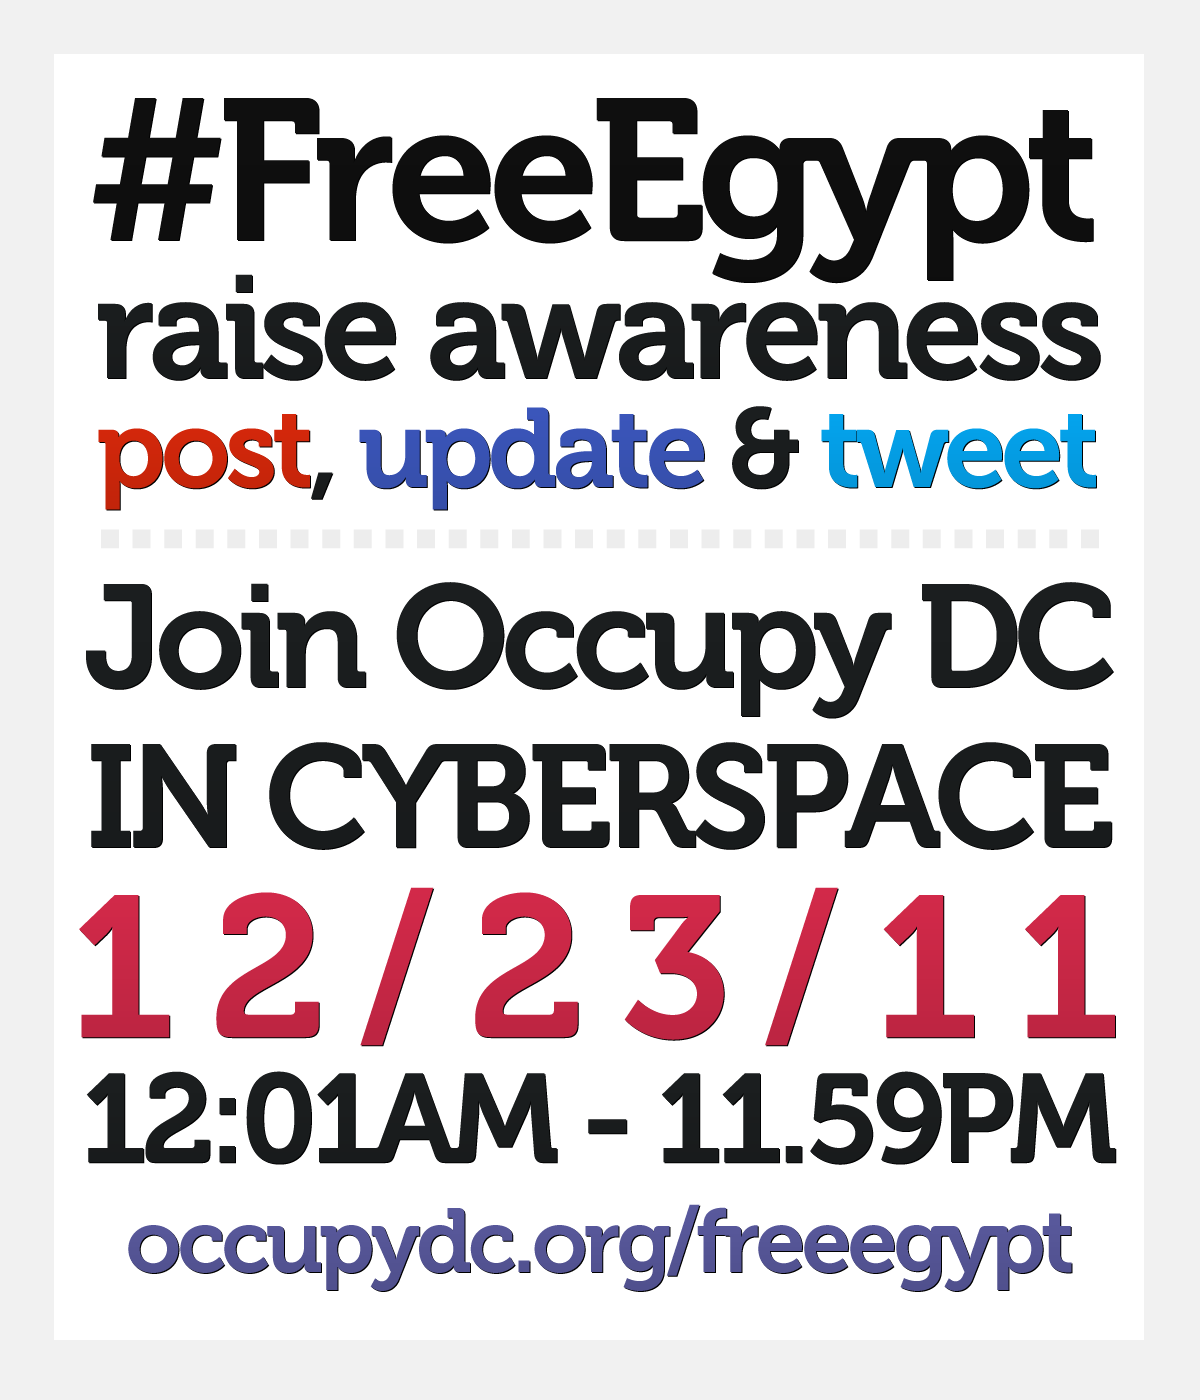 #FreeEgypt
raise awareness
post, update & tweet
Join Occupy DC
IN CYBERSPACE
12/23/11
12:01AM - 11.59PM
occupydc.org/freeegypt